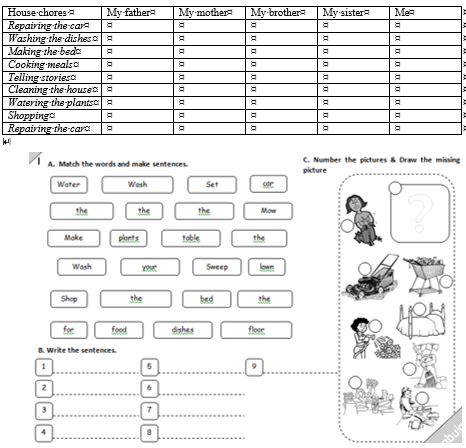 House chores My father My mother My brother My sister Me
Repairing the car
Washing the dishes
Making the bed
Cooking meals
Telling stories
Cleaning the house
Watering the plants
Shopping
Repairing the car
A. Match the words and make sentences.
Water Wash Set car
the the the Mow
Make plants table the
Wash your Sweep lawn
Shop the bed the
for food dishes floor
B. Write the sentences.
1 5 9
2 6
3 7
4 8
C. Number the pictures & Draw the missing
picture
?